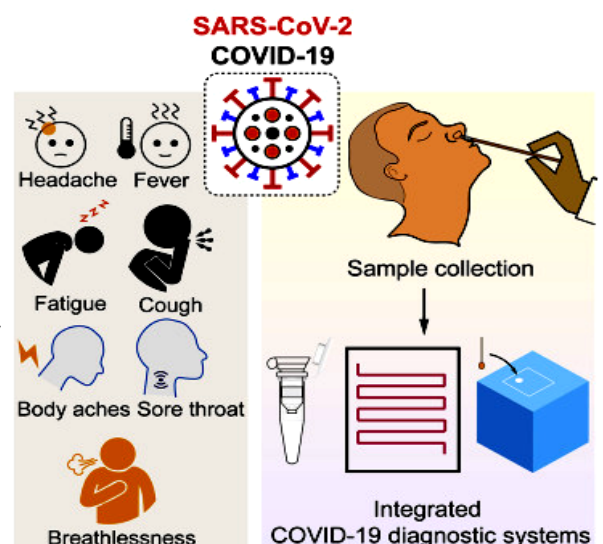 SARS-CoV-2
COVID-19
Headache Fever
Fatigue Cough
Body aches Sore throat
Breathlessness
Sample collection
Integrated
COVID-19 diagnostic systems